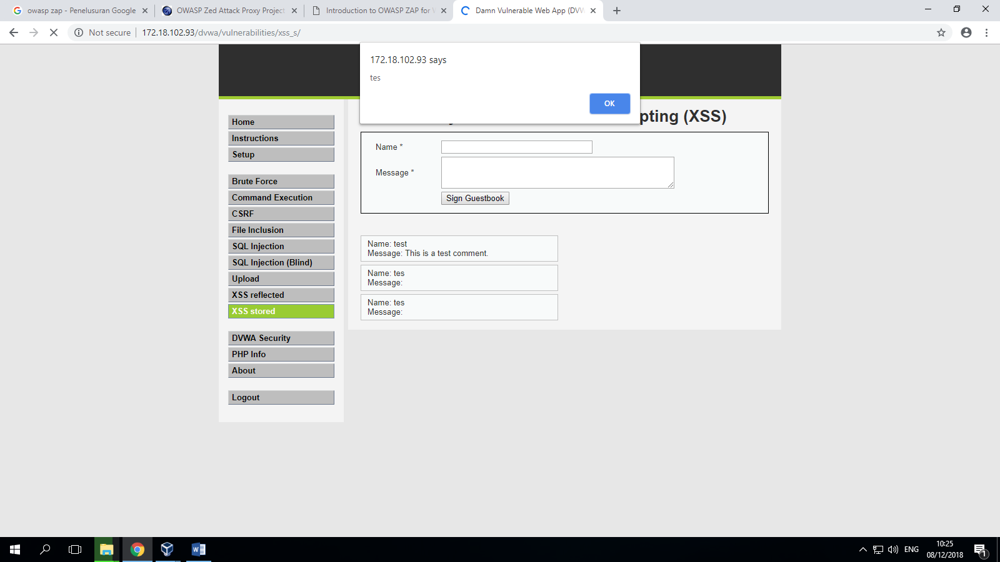 owasp zap - Penelusuran Google
OWASP Zed Attack Proxy Project
Introduction to OWASP ZAP for
Damn Vulnerable Web App (DVW
Not secure
172.18.102.93/dvwa/vulnerabilities/xss_s/
172.18.102.93 says
tes
OK
pting (XSS)
Home
Instructions
Setup
Brute Force
Command Execution
CSRF
File Inclusion
SQL Injection
SQL Injection (Blind)
Upload
XSS reflected
XSS stored
DVWA Security
PHP Info
About
Logout
Name *
Message *
Sign Guestbook
Name: test
Message: This is a test comment.
Name: tes
Message:
Name: tes
Message:
ENG
10:25
08/12/2018
1